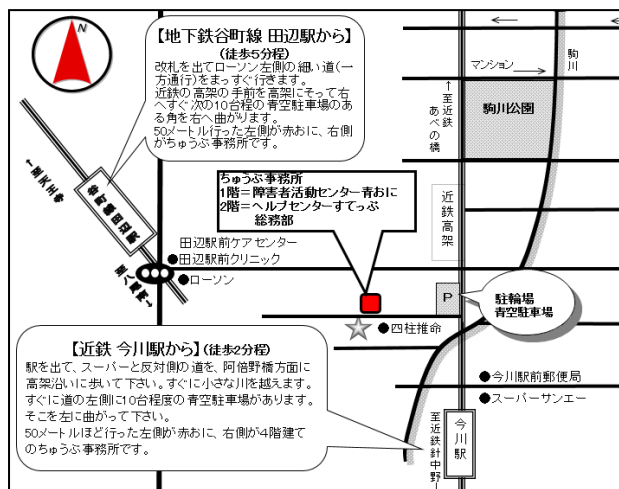 N
【地下鉄谷町線 田辺駅から】
(徒歩5分程)
改札を出てローソン左側の細い道(一
方通行)をまっすぐ行きます。
近鉄の高架の手前を高架にそって右
へすぐ次の10台程の青空駐車場のあ
る角を右へ曲がります。
50メートル行った左側が赤おに、右側
がちゅうぶ事務所です。
マンション
駒川
駒川公園
↑至近鉄
あべの橋
近鉄高架
←至天王寺
谷町線田辺駅
至八尾南→
ちゅうぶ事務所
1階=障害者活動センター青おに
2階=ヘルプセンターすてっぷ
総務部
田辺駅前ケアセンター
●田辺駅前クリニック
●ローソン
P
駐輪場
青空駐車場
●四柱推命
【近鉄 今川駅から】(徒歩2分程)
駅を出て、スーパーと反対側の道を、阿倍野橋方面に
高架沿いに歩いて下さい。すぐに小さな川を越えます。
すぐに道の左側に10台程度の青空駐車場があります。
そこを左に曲がって下さい。
50メートルほど行った左側が赤おに、右側が4階建て
のちゅうぶ事務所です。
●今川駅前郵便局
●スーパーサンエー
今川駅
至近鉄針中野→